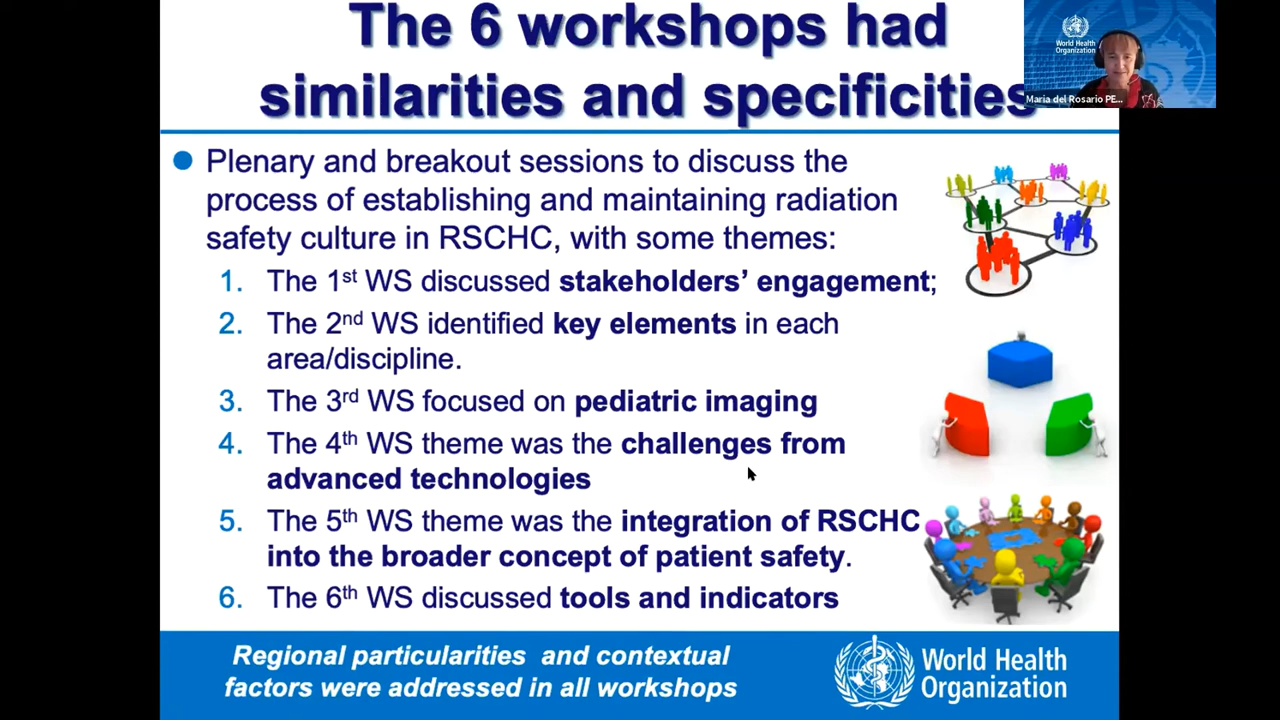 The 6 workshops had
similarities and specificities
World Health
Organization
Maria del Rosario PE...
Plenary and breakout sessions to discuss the
process of establishing and maintaining radiation
safety culture in RSCHC, with some themes:
1. The 1st WS discussed stakeholders’ engagement;
2. The 2nd WS identified key elements in each
area/discipline.
3. The 3rd WS focused on pediatric imaging
4. The 4th WS theme was the challenges from
advanced technologies
5. The 5th WS theme was the integration of RSCHC
into the broader concept of patient safety.
6. The 6th WS discussed tools and indicators
Regional particularities and contextual
factors were addressed in all workshops
World Health
Organization